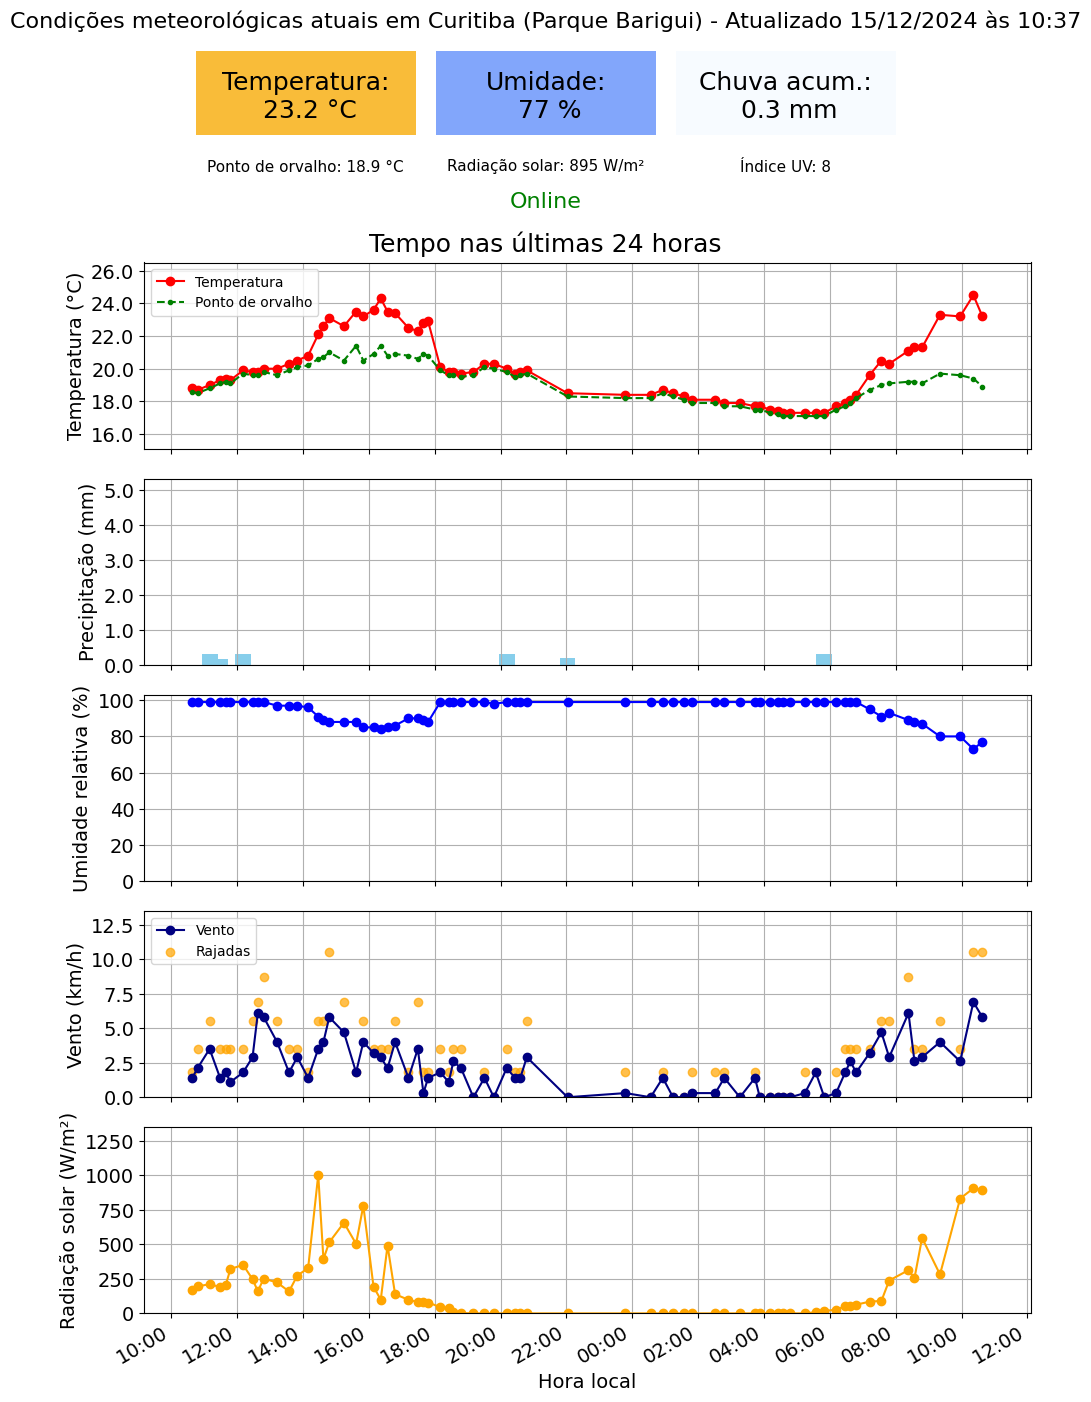 Condições meteorológicas atuais em Curitiba (Parque Barigui) - Atualizado 15/12/2024 às 10:37
Temperatura:
23.2 °C
Umidade:
77 %
Chuva acum.:
0.3 mm
Ponto de orvalho: 18.9 °C
Radiação solar: 895 W/m²
Índice UV: 8
Online
Tempo nas últimas 24 horas
Temperatura (°C)
26.0
24.0
22.0
20.0
18.0
16.0
Temperatura
Ponto de orvalho
Precipitação (mm)
5.0
4.0
3.0
2.0
1.0
0.0
Umidade relativa (%)
100
80
60
40
20
0
Vento (km/h)
12.5
10.0
7.5
5.0
2.5
0.0
Vento
Rajadas
Radiação solar (W/m²)
1250
1000
750
500
250
0
10:00
12:00
14:00
16:00
18:00
20:00
22:00
00:00
02:00
04:00
06:00
08:00
10:00
12:00
Hora local